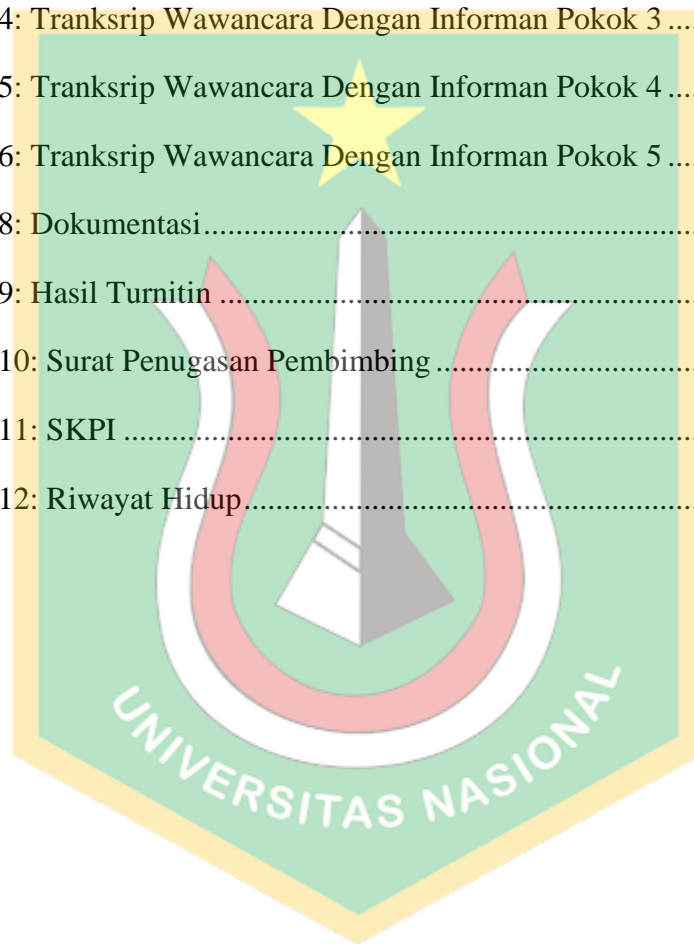 4: Tranksrip Wawancara Dengan Informan Pokok 3 ....
5: Tranksrip Wawancara Dengan Informan Pokok 4 ....
6: Tranksrip Wawancara Dengan Informan Pokok 5 ....
8: Dokumentasi..............................................................
9: Hasil Turnitin ............................................................
10: Surat Penugasan Pembimbing ................................
11: SKPI .......................................................................
12: Riwayat Hidup........................................................
UNIVERSITAS NASIONAL